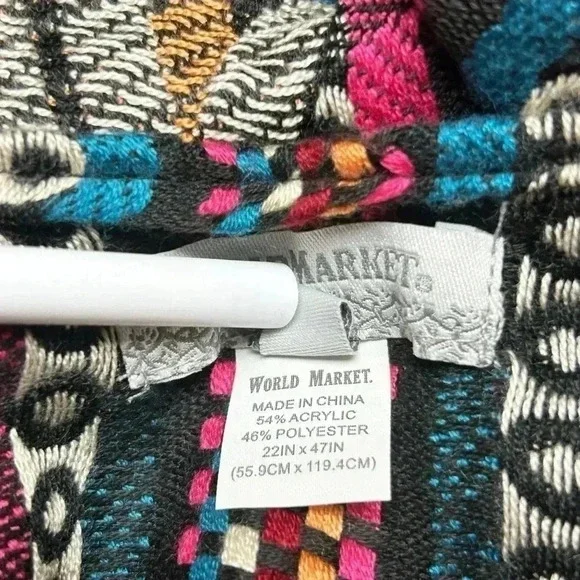 MARKET®
WORLD MARKET.
MADE IN CHINA
54% ACRYLIC
46% POLYESTER
22IN x 47IN
(55.9CM x 119.4CM)